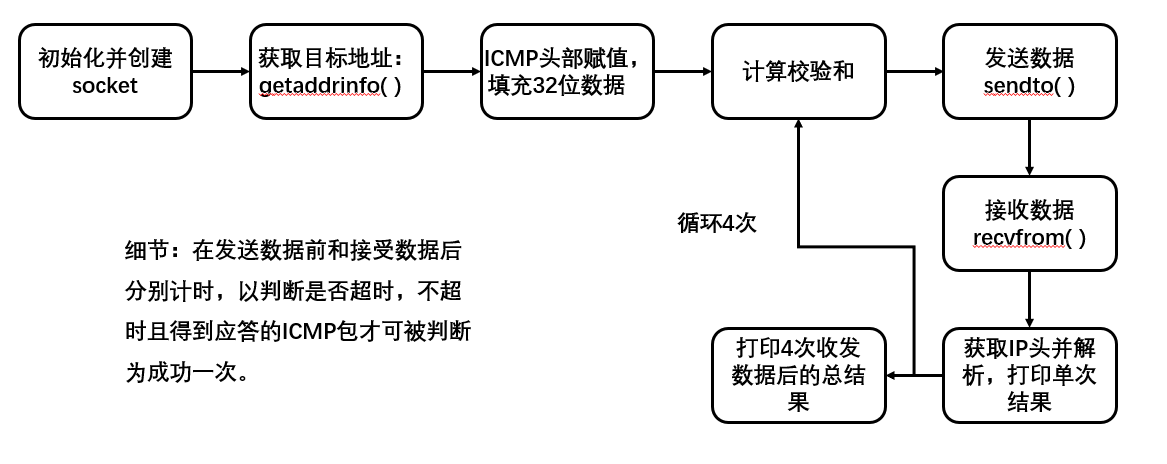 初始化并创建
socket
获取目标地址：
getaddrinfo( )
ICMP头部赋值，
填充32位数据
计算校验和
发送数据
sendto( )
接收数据
recvfrom( )
循环4次
细节：在发送数据前和接受数据后
分别计时，以判断是否超时，不超
时且得到应答的ICMP包才可被判断
为成功一次。
获取IP头并解
析，打印单次
结果
打印4次收发
数据后的总结
果